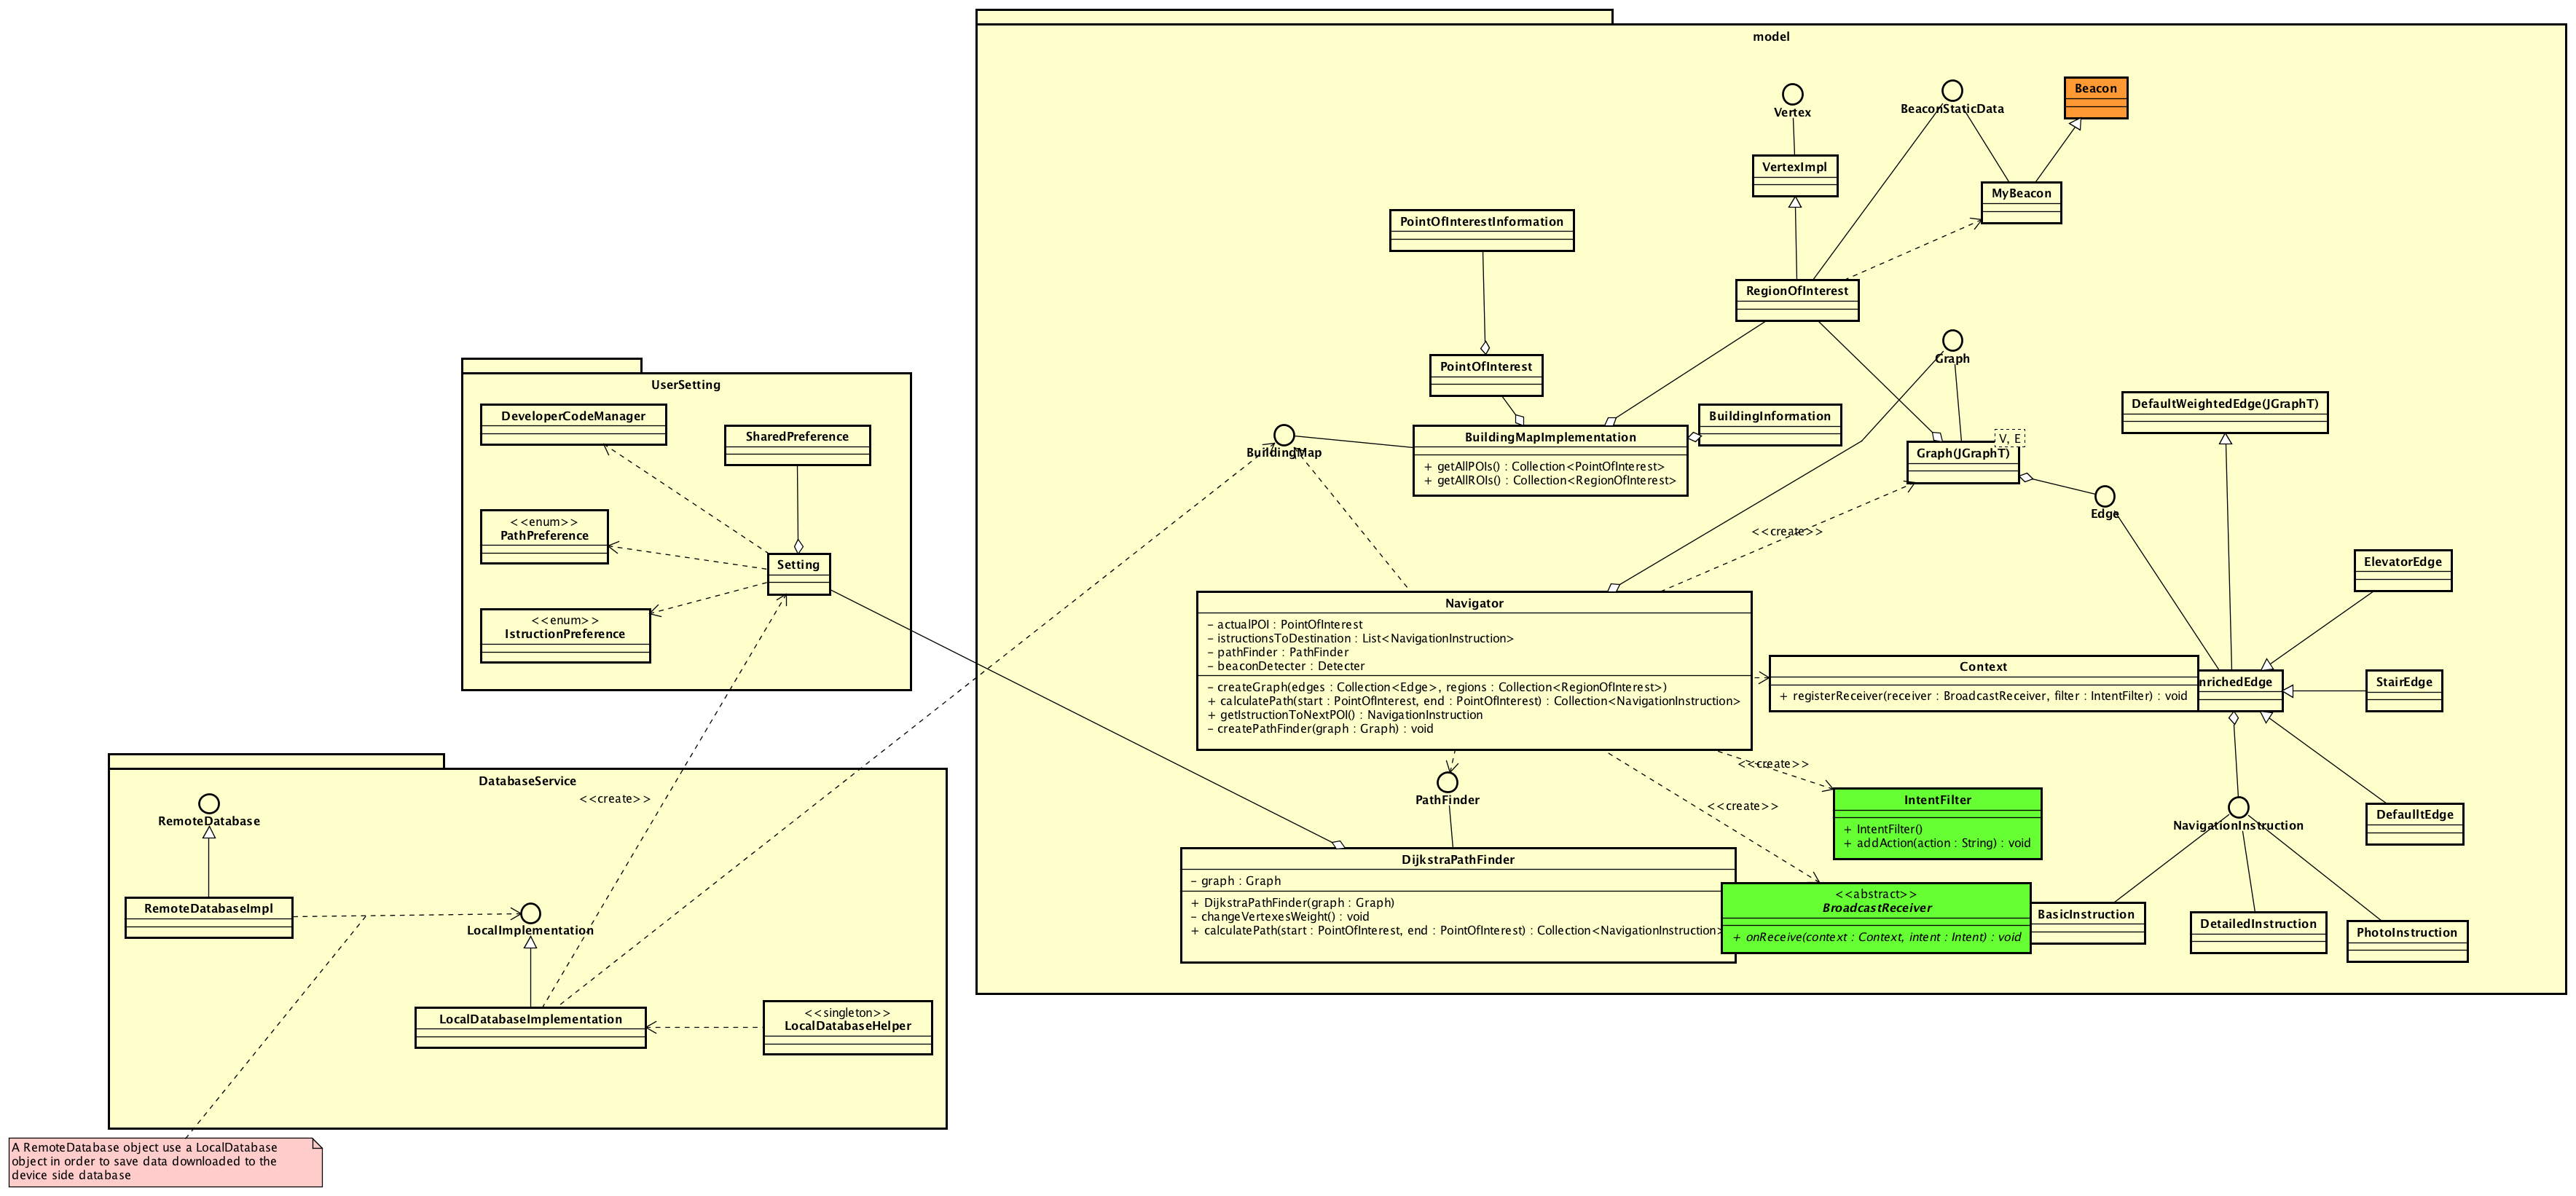 model
Vertex
BeaconStaticData
Beacon
VertexImpl
MyBeacon
PointOfInterestInformation
RegionOfInterest
Graph
PointOfInterest
BuildingInformation
DefaultWeightedEdge(JGraphT)
BuildingMap
BuildingMapImplementation
+ getAllPOIs() : Collection<PointOfInterest>
+ getAllROIs() : Collection<RegionOfInterest>
V, E
Graph(JGraphT)
Edge
<<create>>
ElevatorEdge
Navigator
– actualPOI : PointOfInterest
– istructionsToDestination : List<NavigationInstruction>
– pathFinder : PathFinder
– beaconDetecter : Detecter
– createGraph(edges : Collection<Edge>, regions : Collection<RegionOfInterest>)
+ calculatePath(start : PointOfInterest, end : PointOfInterest) : Collection<NavigationInstruction>
+ getIstructionToNextPOI() : NavigationInstruction
– createPathFinder(graph : Graph) : void
Context
+ registerReceiver(receiver : BroadcastReceiver, filter : IntentFilter) : void
nrichedEdge
StairEdge
<<create>>
<<create>>
PathFinder
IntentFilter
+ IntentFilter()
+ addAction(action : String) : void
NavigationInstruction
DefaulltEdge
DijkstraPathFinder
– graph : Graph
+ DijkstraPathFinder(graph : Graph)
– changeVertexesWeight() : void
+ calculatePath(start : PointOfInterest, end : PointOfInterest) : Collection<NavigationInstruction>
<<abstract>>
BroadcastReceiver
+ onReceive(context : Context, intent : Intent) : void
BasicInstruction
DetailedInstruction
PhotoInstruction
UserSetting
DeveloperCodeManager
SharedPreference
<<enum>>
PathPreference
Setting
<<enum>>
IstructionPreference
DatabaseService
<<create>>
RemoteDatabase
RemoteDatabaseImpl
LocalImplementation
LocalDatabaseImplementation
<<singleton>>
LocalDatabaseHelper
A RemoteDatabase object use a LocalDatabase
object in order to save data downloaded to the
device side database